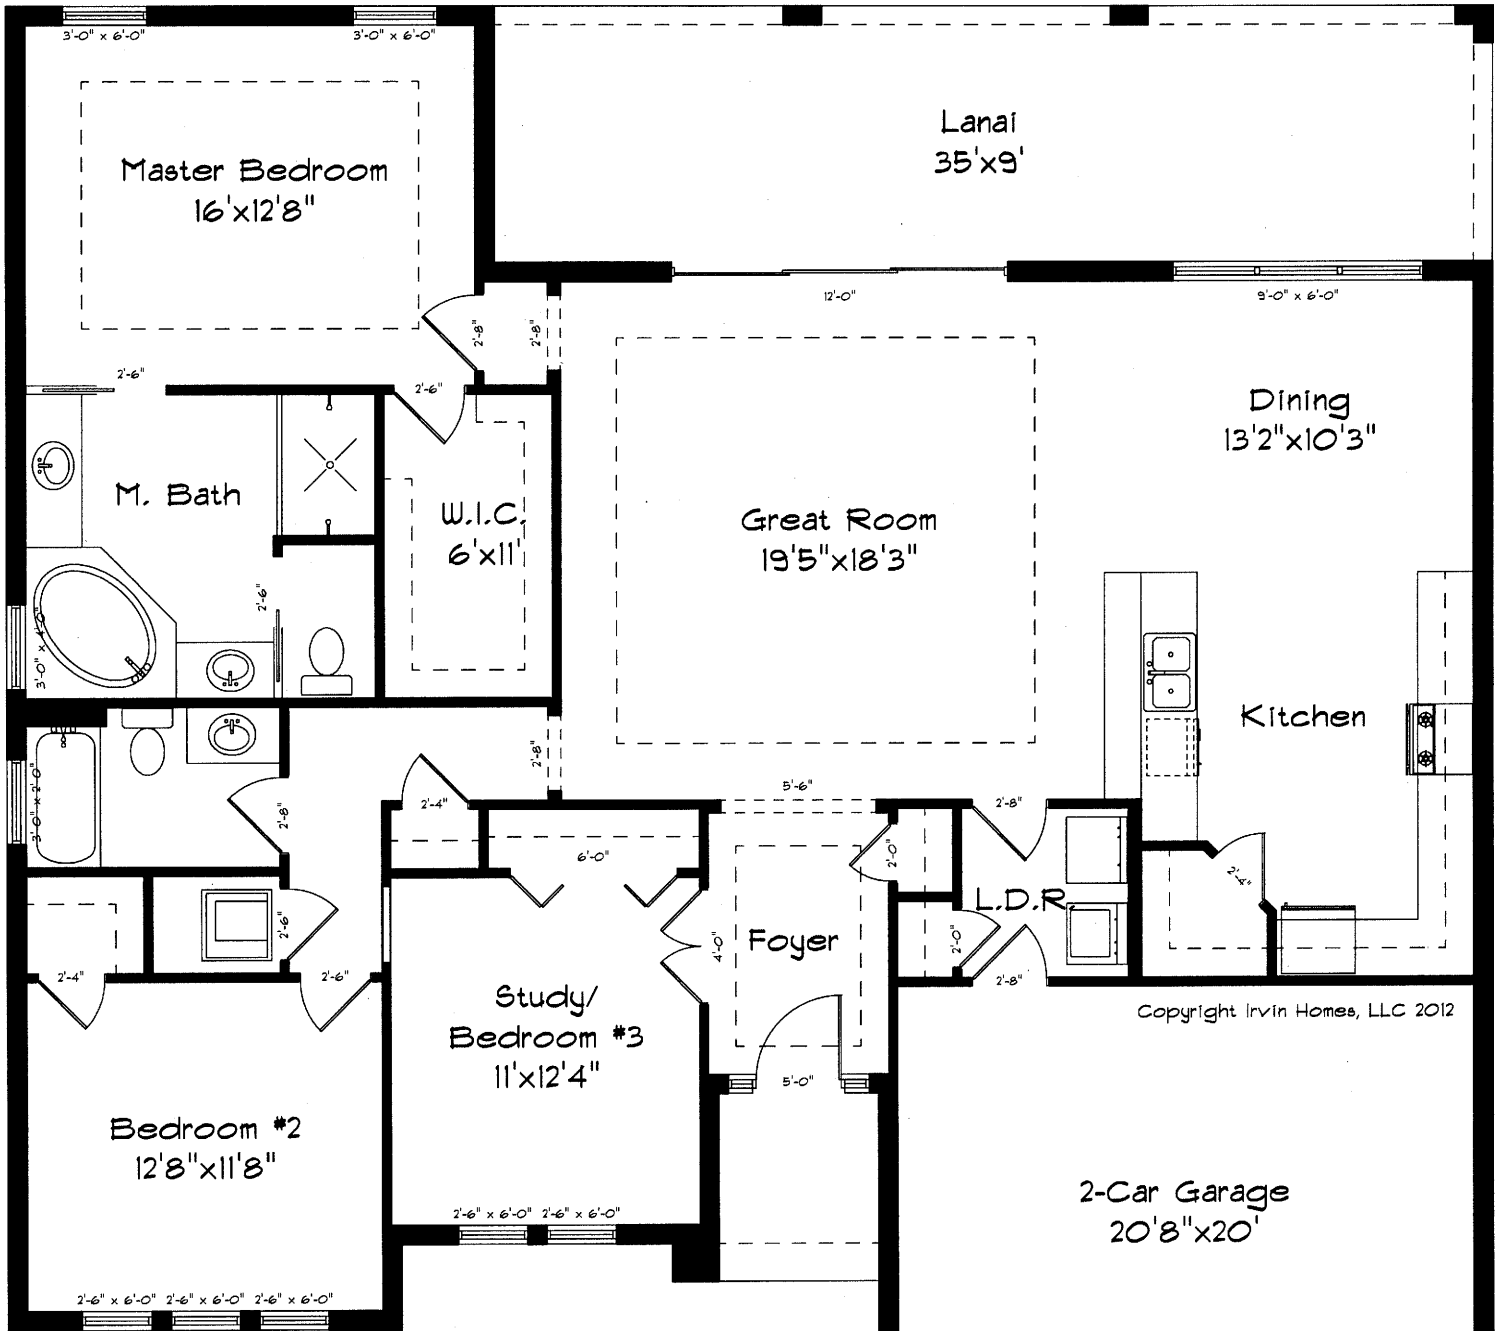 3'-0" x 6'-0"
3'-0" x 6'-0"
Master Bedroom
16'x12'8"
Lanai
35'x9'
12'-0"
9'-0" x 6'-0"
2'-8"
2'-8"
2'-6"
2'-6"
Dining
13'2"x10'3"
M. Bath
W.I.C.
6'x11'
Great Room
19'5"x18'3"
2'-6"
3'-0" x 4'-0"
Kitchen
2'-8"
5'-6"
3'-0" x 2'-0"
2'-8"
2'-4"
2'-8"
6'-0"
2'-0"
2'-4"
L.D.R.
2'-6"
4'-0"
Foyer
2'-0"
2'-4"
2'-6"
2'-8"
Study/
Bedroom #3
11'x12'4"
Copyright Irvin Homes, LLC 2012
5'-0"
Bedroom #2
12'8"x11'8"
2-Car Garage
20'8"x20'
2'-6" x 6'-0" 2'-6" x 6'-0"
2'-6" x 6'-0" 2'-6" x 6'-0" 2'-6" x 6'-0"